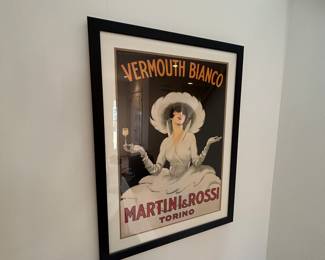 VERMOUTH BIANCO
MARTINI & ROSSI
TORINO